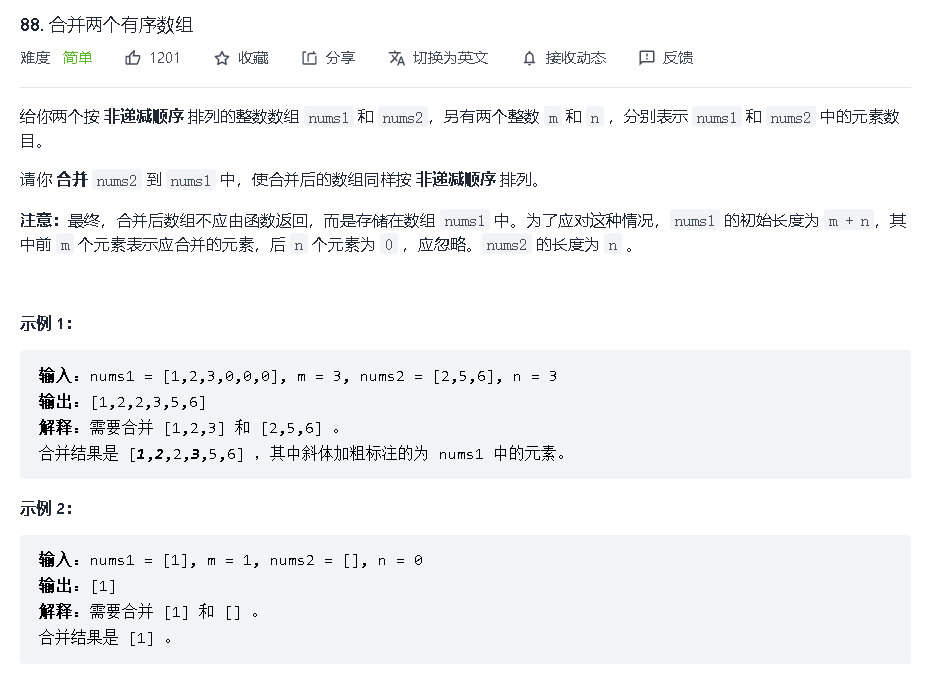 88. 合并两个有序数组
难度 简单 1201 收藏 分享 切换为英文 接收动态 反馈
给你两个按 非递减顺序 排列的整数数组 nums1 和 nums2 ，另有两个整数 m 和 n ，分别表示 nums1 和 nums2 中的元素数
目。
请你 合并 nums2 到 nums1 中，使合并后的数组同样按 非递减顺序 排列。
注意：最终，合并后数组不应由函数返回，而是存储在数组 nums1 中。为了应对这种情况， nums1 的初始长度为 m + n ，其
中前 m 个元素表示应合并的元素，后 n 个元素为 0 ，应忽略。 nums2 的长度为 n 。
示例 1：
输入：nums1 = [1,2,3,0,0,0], m = 3, nums2 = [2,5,6], n = 3
输出：[1,2,2,3,5,6]
解释：需要合并 [1,2,3] 和 [2,5,6] 。
合并结果是 [1,2,2,3,5,6] ，其中斜体加粗标注的为 nums1 中的元素。
示例 2：
输入：nums1 = [1], m = 1, nums2 = [], n = 0
输出：[1]
解释：需要合并 [1] 和 [] 。
合并结果是 [1] 。